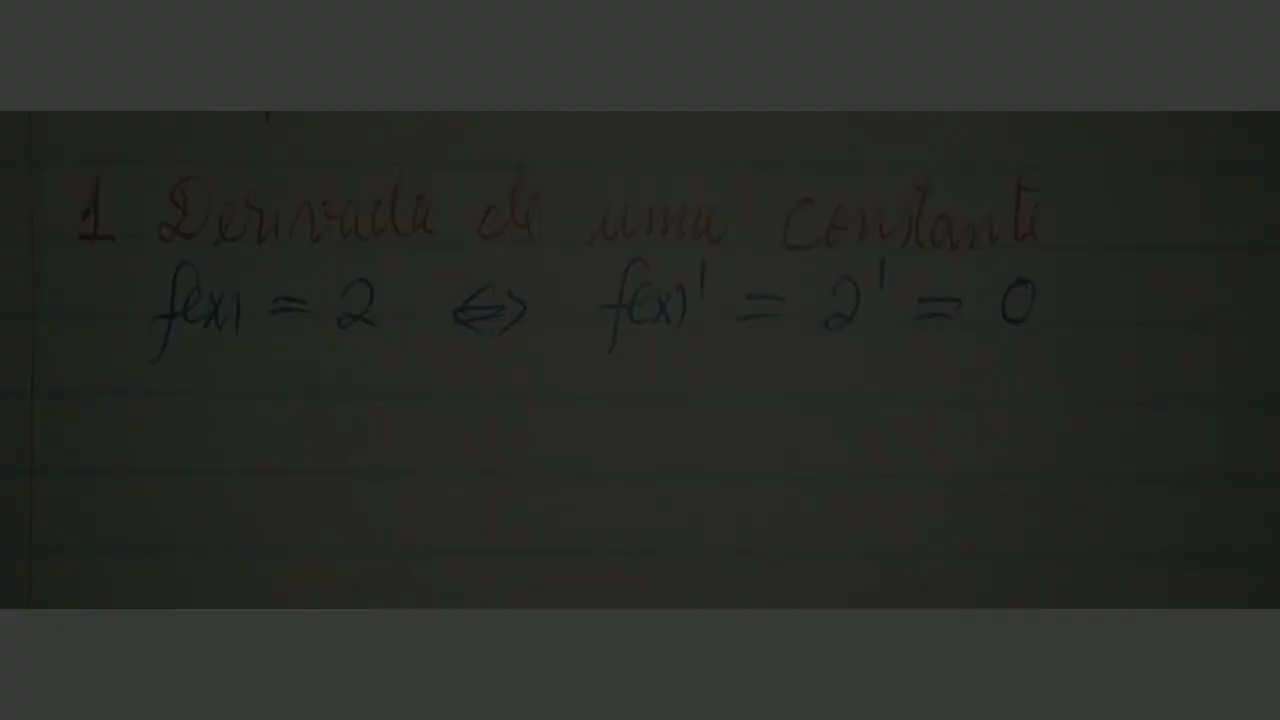 1 Derivada de uma constante
f(x) = 2 ⇔ f(x)' = 2' = 0